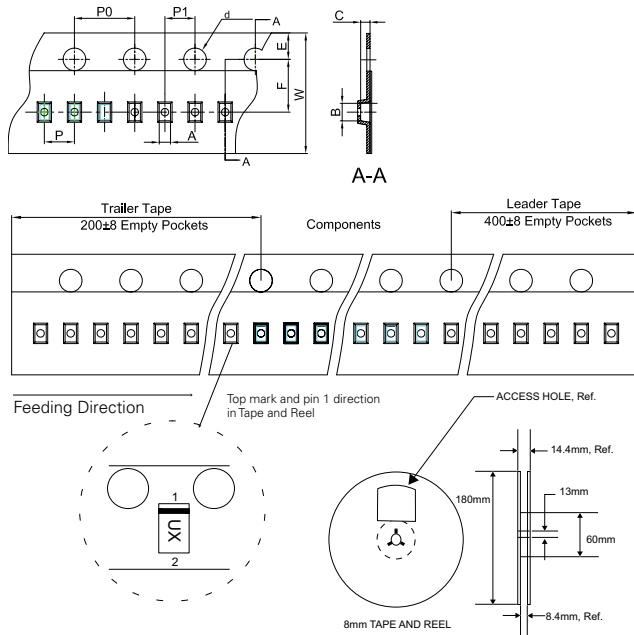 P0
P1
d
A
E
F
W
P
A
A
C
B
A-A
Trailer Tape
200±8 Empty Pockets
Components
Leader Tape
400±8 Empty Pockets
Feeding Direction
Top mark and pin 1 direction
in Tape and Reel
1
UX
2
ACCESS HOLE, Ref.
14.4mm, Ref.
180mm
13mm
60mm
8.4mm, Ref.
8mm TAPE AND REEL